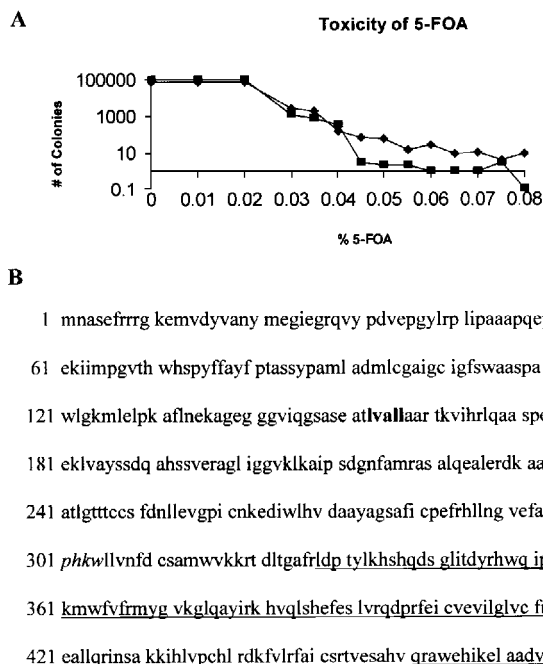 A
Toxicity of 5-FOA
# of Colonies
100000
1000
10
0.1
0 0.01 0.02 0.03 0.04 0.05 0.06 0.07 0.08
% 5-FOA
B
1 mnasefrrrg kemvdyvany megiegrqvy pdvepgylrp lipaaapqe
61 ekiimpgvth whspyffayf ptassypaml admlcgaigc igfswaaspa
121 wlgkmlelpk aflnekageg ggviqgsase atlvallaar tkvihrlqaa spe
181 eklvayssdq ahssveragl iggvklkaip sdgnfamras alqealerdk aa
241 atlgtttccs fdnllevgpi cnkediwlhv daayagsafi cpefrhllng vefa
301 phkwllvnfd csamwvkkrt dltgafrldp tylkhshqds glitdyrhwq ip
361 kmwfvfrmyg vkglqayirk hvqlshefes lvrqdprfei cvevilglvc f
421 eallqrinsa kkihlvpchl rdkfvlrfai csrtvesahv qrawehikel aadv